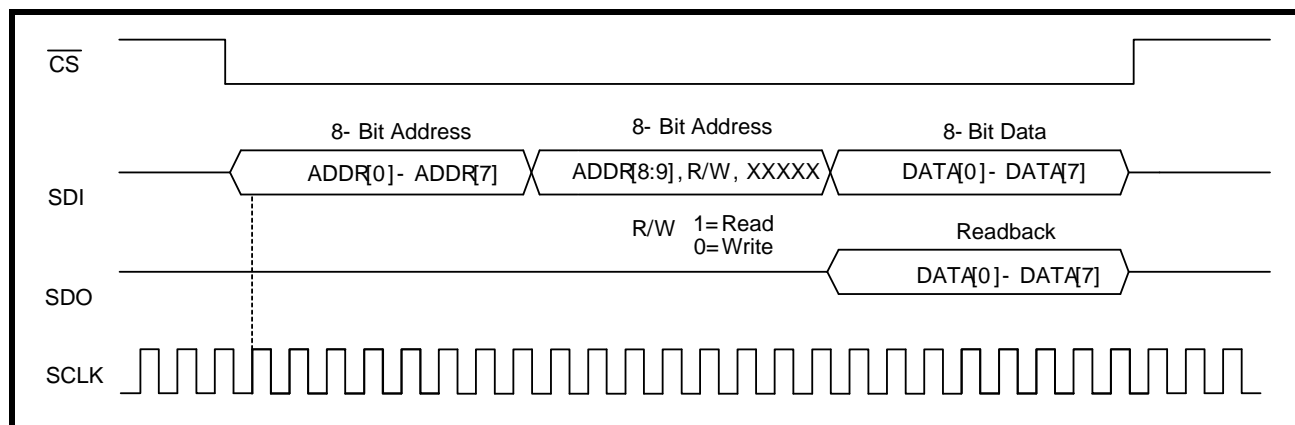 CS
8- Bit Address
8- Bit Address
8- Bit Data
SDI
ADDR[0]- ADDR[7]
ADDR[8:9], R/W, XXXXX
DATA[0]- DATA[7]
R/W
1=Read
0=Write
Readback
SDO
DATA[0]- DATA[7]
SCLK